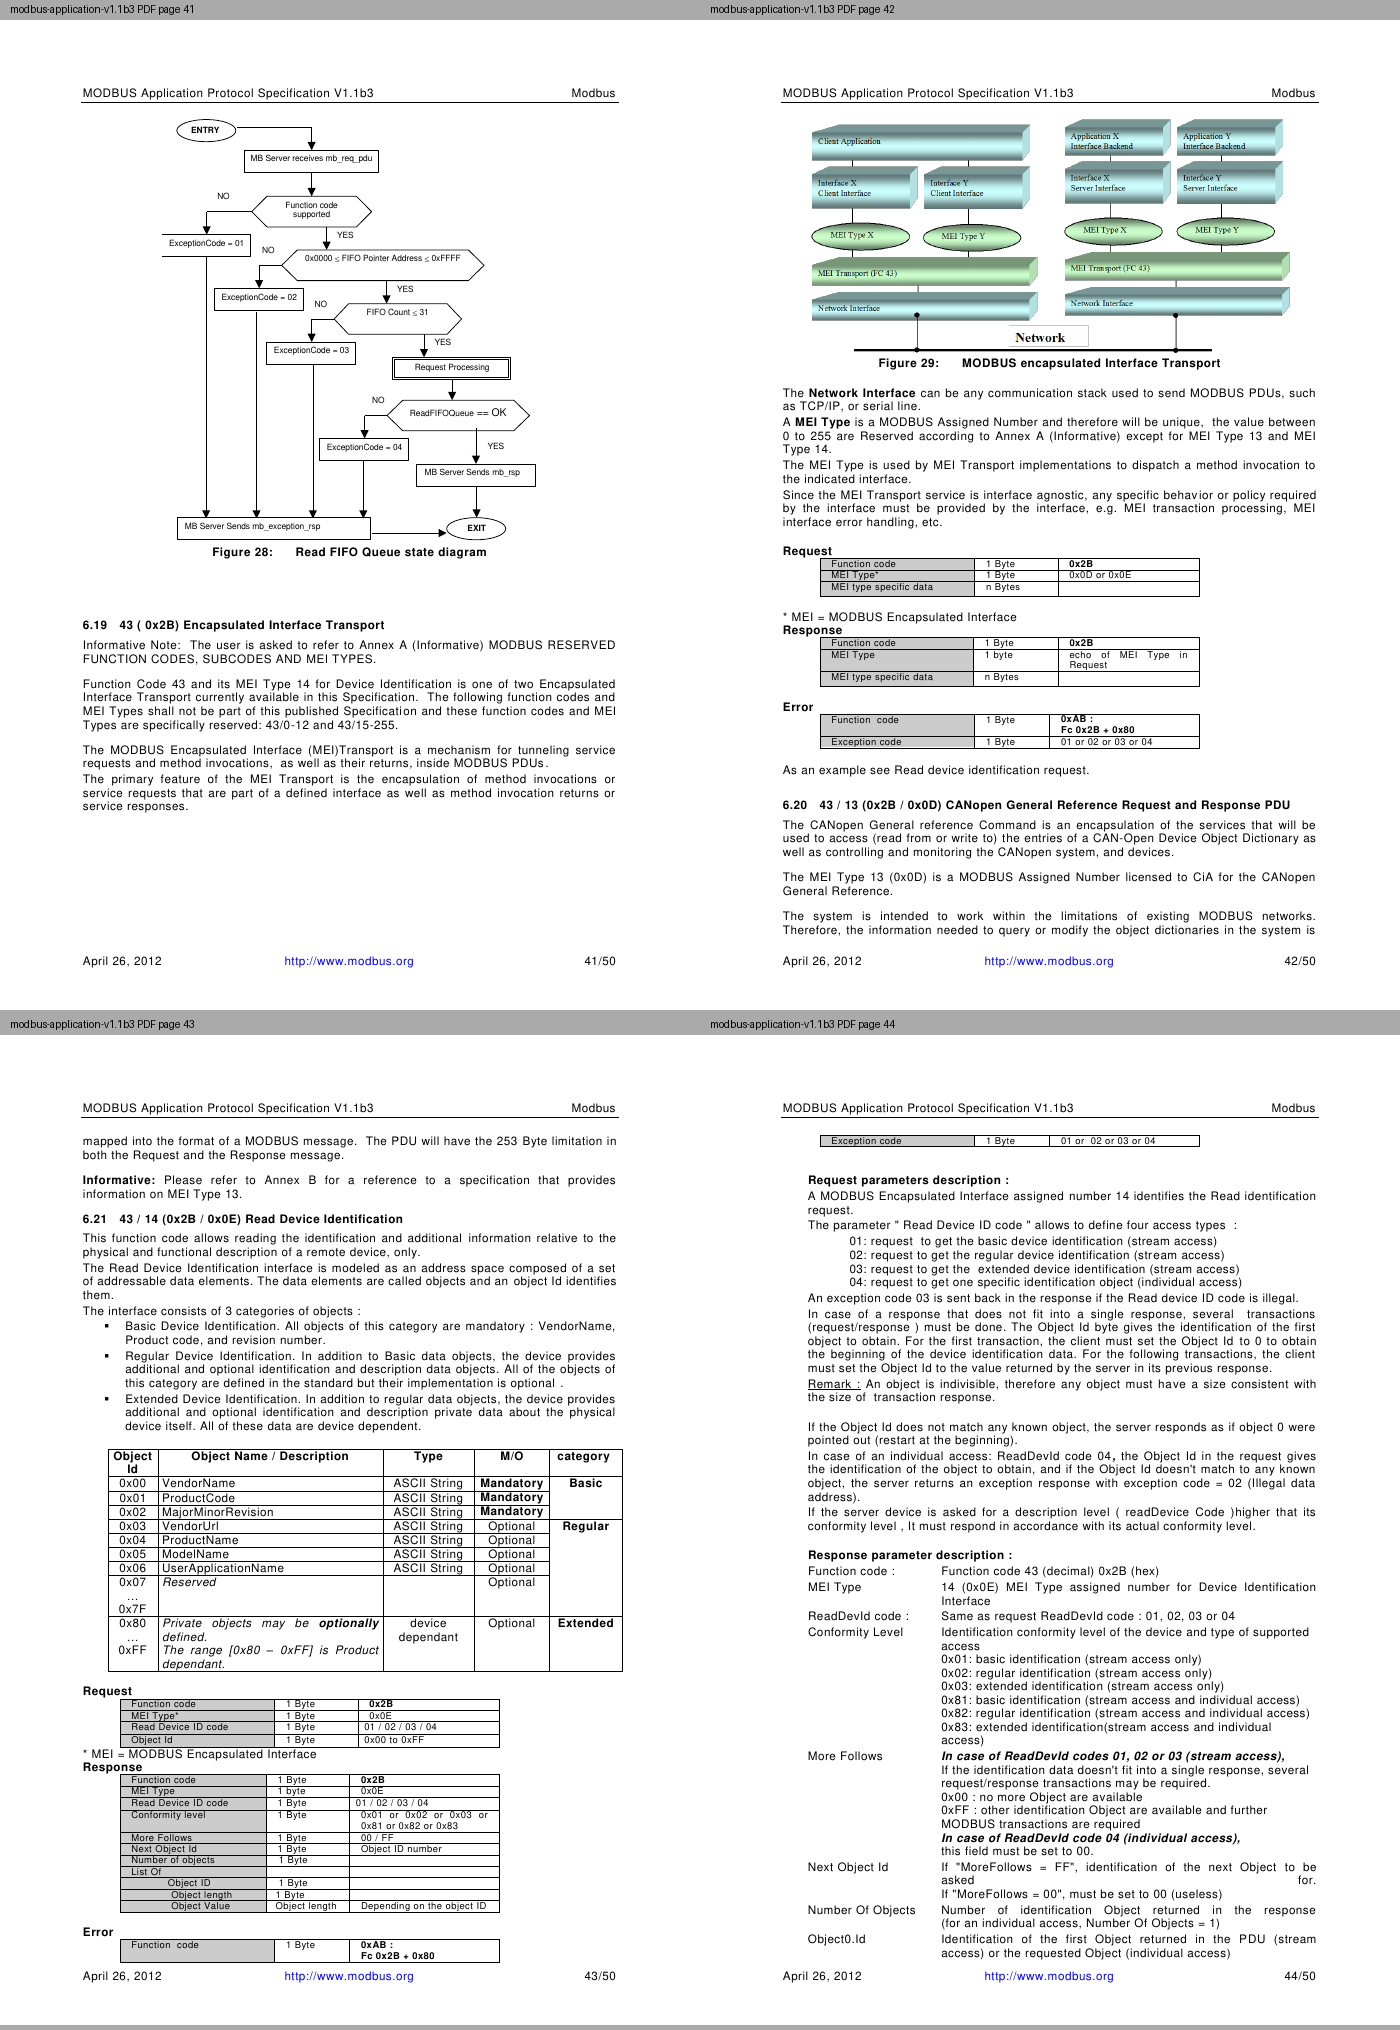 modbus-application-v1.1b3 PDF page 41
MODBUS Application Protocol Specification V1.1b3 Modbus
ENTRY
MB Server receives mb_req_pdu
NO
Function code
supported
YES
ExceptionCode = 01
NO
0x0000 ≤ FIFO Pointer Address ≤ 0xFFFF
YES
ExceptionCode = 02
NO
FIFO Count ≤ 31
YES
ExceptionCode = 03
Request Processing
NO
ReadFIFOQueue == OK
YES
ExceptionCode = 04
MB Server Sends mb_rsp
MB Server Sends mb_exception_rsp
EXIT
Figure 28: Read FIFO Queue state diagram
6.19 43 ( 0x2B) Encapsulated Interface Transport
Informative Note: The user is asked to refer to Annex A (Informative) MODBUS RESERVED
FUNCTION CODES, SUBCODES AND MEI TYPES.
Function Code 43 and its MEI Type 14 for Device Identification is one of two Encapsulated
Interface Transport currently available in this Specification. The following function codes and
MEI Types shall not be part of this published Specification and these function codes and MEI
Types are specifically reserved: 43/0-12 and 43/15-255.
The MODBUS Encapsulated Interface (MEI)Transport is a mechanism for tunneling service
requests and method invocations, as well as their returns, inside MODBUS PDUs.
The primary feature of the MEI Transport is the encapsulation of method invocations or
service requests that are part of a defined interface as well as method invocation returns or
service responses.
April 26, 2012 http://www.modbus.org 41/50
modbus-application-v1.1b3 PDF page 42
MODBUS Application Protocol Specification V1.1b3 Modbus
Client Application
Application X
Interface Backend
Application Y
Interface Backend
Interface X
Client Interface
Interface Y
Client Interface
Interface X
Server Interface
Interface Y
Server Interface
MEI Type X
MEI Type Y
MEI Type X
MEI Type Y
MEI Transport (FC 43)
MEI Transport (FC 43)
Network Interface
Network Interface
Network
Figure 29: MODBUS encapsulated Interface Transport
The Network Interface can be any communication stack used to send MODBUS PDUs, such
as TCP/IP, or serial line.
A MEI Type is a MODBUS Assigned Number and therefore will be unique, the value between
0 to 255 are Reserved according to Annex A (Informative) except for MEI Type 13 and MEI
Type 14.
The MEI Type is used by MEI Transport implementations to dispatch a method invocation to
the indicated interface.
Since the MEI Transport service is interface agnostic, any specific behavior or policy required
by the interface must be provided by the interface, e.g. MEI transaction processing, MEI
interface error handling, etc.
Request
Function code 1 Byte 0x2B
MEI Type* 1 Byte 0x0D or 0x0E
MEI type specific data n Bytes
* MEI = MODBUS Encapsulated Interface
Response
Function code 1 Byte 0x2B
MEI Type 1 byte echo of MEI Type in
Request
MEI type specific data n Bytes
Error
Function code 1 Byte 0xAB :
Fc 0x2B + 0x80
Exception code 1 Byte 01 or 02 or 03 or 04
As an example see Read device identification request.
6.20 43 / 13 (0x2B / 0x0D) CANopen General Reference Request and Response PDU
The CANopen General reference Command is an encapsulation of the services that will be
used to access (read from or write to) the entries of a CAN-Open Device Object Dictionary as
well as controlling and monitoring the CANopen system, and devices.
The MEI Type 13 (0x0D) is a MODBUS Assigned Number licensed to CiA for the CANopen
General Reference.
The system is intended to work within the limitations of existing MODBUS networks.
Therefore, the information needed to query or modify the object dictionaries in the system is
April 26, 2012 http://www.modbus.org 42/50
modbus-application-v1.1b3 PDF page 43
MODBUS Application Protocol Specification V1.1b3 Modbus
mapped into the format of a MODBUS message. The PDU will have the 253 Byte limitation in
both the Request and the Response message.
Informative: Please refer to Annex B for a reference to a specification that provides
information on MEI Type 13.
6.21 43 / 14 (0x2B / 0x0E) Read Device Identification
This function code allows reading the identification and additional information relative to the
physical and functional description of a remote device, only.
The Read Device Identification interface is modeled as an address space composed of a set
of addressable data elements. The data elements are called objects and an object Id identifies
them.
The interface consists of 3 categories of objects :
▪ Basic Device Identification. All objects of this category are mandatory : VendorName,
Product code, and revision number.
▪ Regular Device Identification. In addition to Basic data objects, the device provides
additional and optional identification and description data objects. All of the objects of
this category are defined in the standard but their implementation is optional .
▪ Extended Device Identification. In addition to regular data objects, the device provides
additional and optional identification and description private data about the physical
device itself. All of these data are device dependent.
Object Object Name / Description Type M/O category
Id
0x00 VendorName ASCII String Mandatory Basic
0x01 ProductCode ASCII String Mandatory
0x02 MajorMinorRevision ASCII String Mandatory
0x03 VendorUrl ASCII String Optional Regular
0x04 ProductName ASCII String Optional
0x05 ModelName ASCII String Optional
0x06 UserApplicationName ASCII String Optional
0x07 Reserved Optional
…
0x7F
0x80 Private objects may be optionally device Optional Extended
… defined. dependant
0xFF The range [0x80 – 0xFF] is Product
dependant.
Request
Function code 1 Byte 0x2B
MEI Type* 1 Byte 0x0E
Read Device ID code 1 Byte 01 / 02 / 03 / 04
Object Id 1 Byte 0x00 to 0xFF
* MEI = MODBUS Encapsulated Interface
Response
Function code 1 Byte 0x2B
MEI Type 1 byte 0x0E
Read Device ID code 1 Byte 01 / 02 / 03 / 04
Conformity level 1 Byte 0x01 or 0x02 or 0x03 or
0x81 or 0x82 or 0x83
More Follows 1 Byte 00 / FF
Next Object Id 1 Byte Object ID number
Number of objects 1 Byte
List Of
Object ID 1 Byte
Object length 1 Byte
Object Value Object length Depending on the object ID
Error
Function code 1 Byte 0xAB :
Fc 0x2B + 0x80
April 26, 2012 http://www.modbus.org 43/50
modbus-application-v1.1b3 PDF page 44
MODBUS Application Protocol Specification V1.1b3 Modbus
Exception code 1 Byte 01 or 02 or 03 or 04
Request parameters description :
A MODBUS Encapsulated Interface assigned number 14 identifies the Read identification
request.
The parameter " Read Device ID code " allows to define four access types :
01: request to get the basic device identification (stream access)
02: request to get the regular device identification (stream access)
03: request to get the extended device identification (stream access)
04: request to get one specific identification object (individual access)
An exception code 03 is sent back in the response if the Read device ID code is illegal.
In case of a response that does not fit into a single response, several transactions
(request/response ) must be done. The Object Id byte gives the identification of the first
object to obtain. For the first transaction, the client must set the Object Id to 0 to obtain
the beginning of the device identification data. For the following transactions, the client
must set the Object Id to the value returned by the server in its previous response.
Remark : An object is indivisible, therefore any object must have a size consistent with
the size of transaction response.
If the Object Id does not match any known object, the server responds as if object 0 were
pointed out (restart at the beginning).
In case of an individual access: ReadDevId code 04, the Object Id in the request gives
the identification of the object to obtain, and if the Object Id doesn't match to any known
object, the server returns an exception response with exception code = 02 (Illegal data
address).
If the server device is asked for a description level ( readDevice Code )higher that its
conformity level , It must respond in accordance with its actual conformity level.
Response parameter description :
Function code : Function code 43 (decimal) 0x2B (hex)
MEI Type 14 (0x0E) MEI Type assigned number for Device Identification
Interface
ReadDevId code : Same as request ReadDevId code : 01, 02, 03 or 04
Conformity Level Identification conformity level of the device and type of supported
access
0x01: basic identification (stream access only)
0x02: regular identification (stream access only)
0x03: extended identification (stream access only)
0x81: basic identification (stream access and individual access)
0x82: regular identification (stream access and individual access)
0x83: extended identification(stream access and individual
access)
More Follows In case of ReadDevId codes 01, 02 or 03 (stream access),
If the identification data doesn't fit into a single response, several
request/response transactions may be required.
0x00 : no more Object are available
0xFF : other identification Object are available and further
MODBUS transactions are required
In case of ReadDevId code 04 (individual access),
this field must be set to 00.
Next Object Id If "MoreFollows = FF", identification of the next Object to be
asked for.
If "MoreFollows = 00", must be set to 00 (useless)
Number Of Objects Number of identification Object returned in the response
(for an individual access, Number Of Objects = 1)
Object0.Id Identification of the first Object returned in the PDU (stream
access) or the requested Object (individual access)
April 26, 2012 http://www.modbus.org 44/50